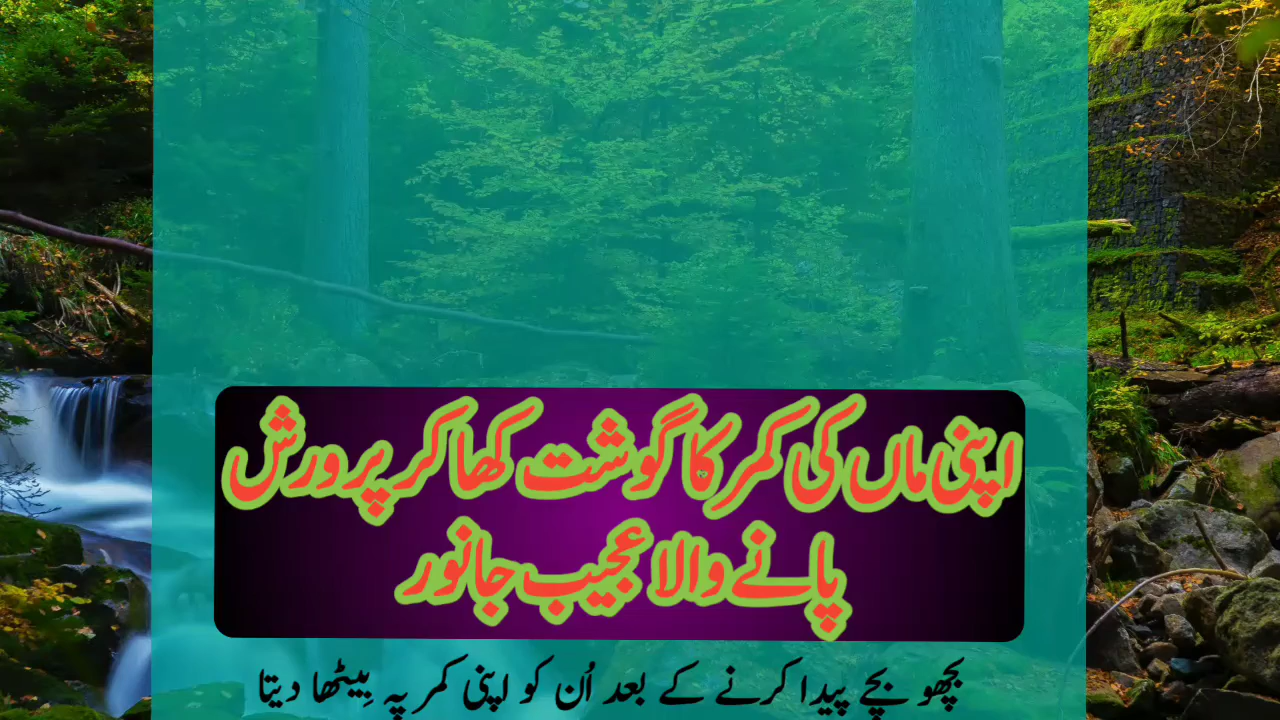 اپنی ماں کی کمر کا گوشت کھا کر پرورش
پانے والا عجیب جانور
بچھو بچے پیدا کرنے کے بعد اُن کو اپنی کمر پہ بِیٹھا دیتا